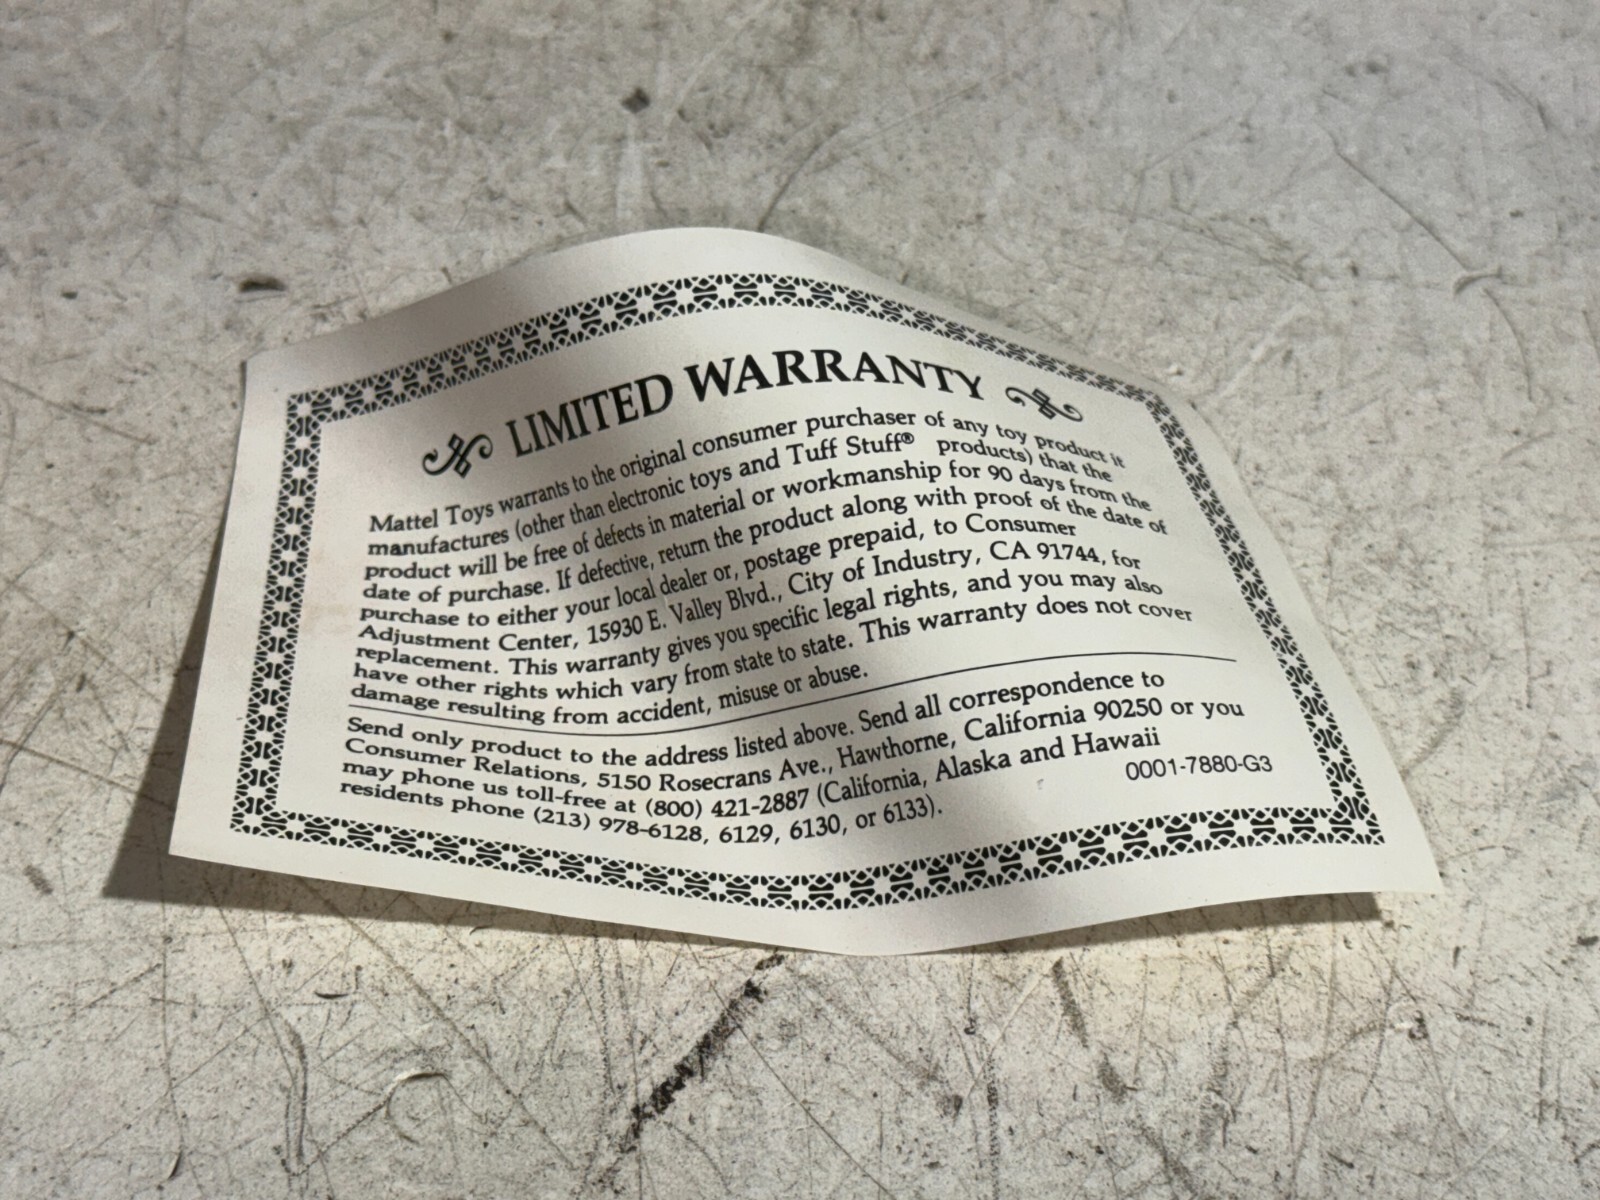 LIMITED WARRANTY
Mattel Toys warrants to the original consumer purchaser of any toy product it
manufactures (other than electronic toys and Tuff Stuff® products) that the
product will be free of defects in material or workmanship for 90 days from the
date of purchase. If defective, return the product along with proof of the date of
purchase to either your local dealer or, postage prepaid, to Consumer
Adjustment Center, 15930 E. Valley Blvd., City of Industry, CA 91744, for
replacement. This warranty gives you specific legal rights, and you may also
have other rights which vary from state to state. This warranty does not cover
damage resulting from accident, misuse or abuse.
Send only product to the address listed above. Send all correspondence to
Consumer Relations, 5150 Rosecrans Ave., Hawthorne, California 90250 or you
may phone us toll-free at (800) 421-2887 (California, Alaska and Hawaii
residents phone (213) 978-6128, 6129, 6130, or 6133).
0001-7880-G3